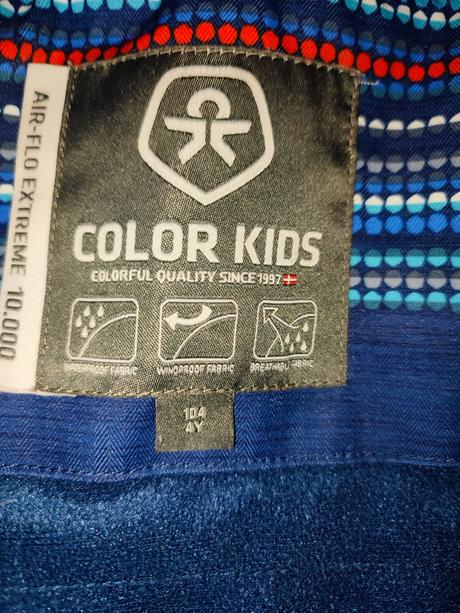 AIR-FLO EXTREME 10.000
COLOR KIDS
COLORFUL QUALITY SINCE 1997
WATERPROOF FABRIC
WINDPROOF FABRIC
BREATHABLE FABRIC
104
4Y